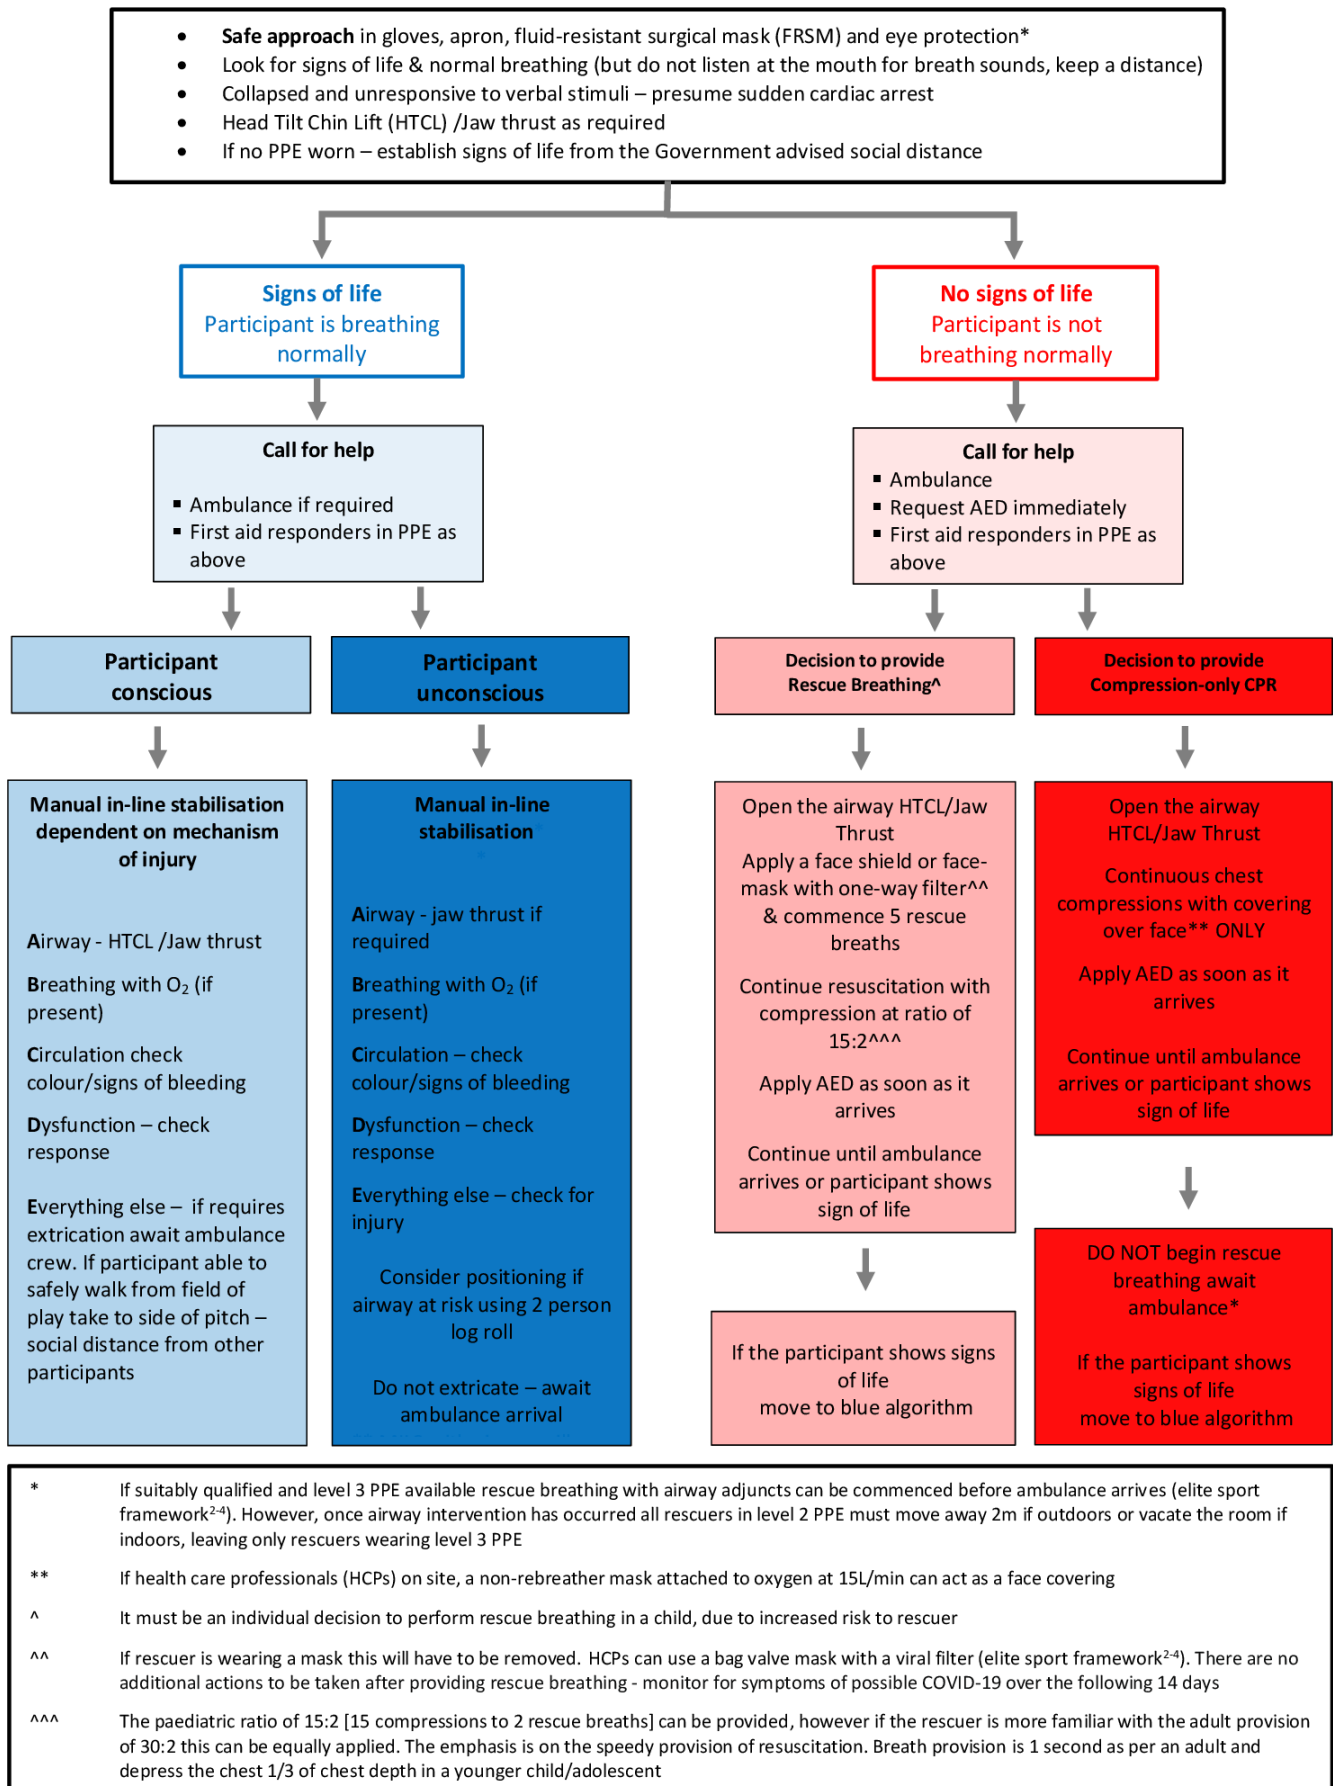 • Safe approach in gloves, apron, fluid-resistant surgical mask (FRSM) and eye protection*
• Look for signs of life & normal breathing (but do not listen at the mouth for breath sounds, keep a distance)
• Collapsed and unresponsive to verbal stimuli – presume sudden cardiac arrest
• Head Tilt Chin Lift (HTCL) /Jaw thrust as required
• If no PPE worn – establish signs of life from the Government advised social distance
Signs of life
Participant is breathing
normally
Call for help
▪ Ambulance if required
▪ First aid responders in PPE as
above
Participant
conscious
Manual in-line stabilisation
dependent on mechanism
of injury
Airway - HTCL /Jaw thrust
Breathing with O₂ (if
present)
Circulation check
colour/signs of bleeding
Dysfunction – check
response
Everything else – if requires
extrication await ambulance
crew. If participant able to
safely walk from field of
play take to side of pitch –
social distance from other
participants
Participant
unconscious
Manual in-line
stabilisation
Airway - jaw thrust if
required
Breathing with O₂ (if
present)
Circulation – check
colour/signs of bleeding
Dysfunction – check
response
Everything else – check for
injury
Consider positioning if
airway at risk using 2 person
log roll
Do not extricate – await
ambulance arrival
No signs of life
Participant is not
breathing normally
Call for help
▪ Ambulance
▪ Request AED immediately
▪ First aid responders in PPE as
above
Decision to provide
Rescue Breathing^
Open the airway HTCL/Jaw
Thrust
Apply a face shield or face-
mask with one-way filter^^
& commence 5 rescue
breaths
Continue resuscitation with
compression at ratio of
15:2^^^
Apply AED as soon as it
arrives
Continue until ambulance
arrives or participant shows
sign of life
If the participant shows signs
of life
move to blue algorithm
Decision to provide
Compression-only CPR
Open the airway
HTCL/Jaw Thrust
Continuous chest
compressions with covering
over face** ONLY
Apply AED as soon as it
arrives
Continue until ambulance
arrives or participant shows
sign of life
DO NOT begin rescue
breathing await
ambulance*
If the participant shows
signs of life
move to blue algorithm
* If suitably qualified and level 3 PPE available rescue breathing with airway adjuncts can be commenced before ambulance arrives (elite sport
framework²⁻⁴). However, once airway intervention has occurred all rescuers in level 2 PPE must move away 2m if outdoors or vacate the room if
indoors, leaving only rescuers wearing level 3 PPE
** If health care professionals (HCPs) on site, a non-rebreather mask attached to oxygen at 15L/min can act as a face covering
^ It must be an individual decision to perform rescue breathing in a child, due to increased risk to rescuer
^^ If rescuer is wearing a mask this will have to be removed. HCPs can use a bag valve mask with a viral filter (elite sport framework²⁻⁴). There are no
additional actions to be taken after providing rescue breathing - monitor for symptoms of possible COVID-19 over the following 14 days
^^^ The paediatric ratio of 15:2 [15 compressions to 2 rescue breaths] can be provided, however if the rescuer is more familiar with the adult provision
of 30:2 this can be equally applied. The emphasis is on the speedy provision of resuscitation. Breath provision is 1 second as per an adult and
depress the chest 1/3 of chest depth in a younger child/adolescent